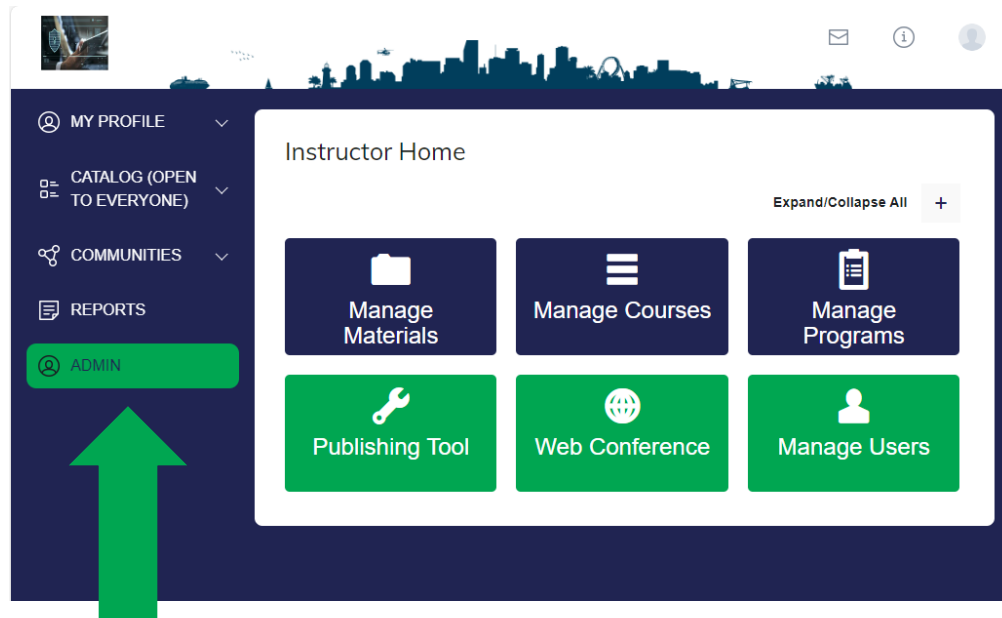 MY PROFILE
CATALOG (OPEN
TO EVERYONE)
COMMUNITIES
REPORTS
ADMIN
Instructor Home
Expand/Collapse All +
Manage
Materials
Manage Courses
Manage
Programs
Publishing Tool
Web Conference
Manage Users